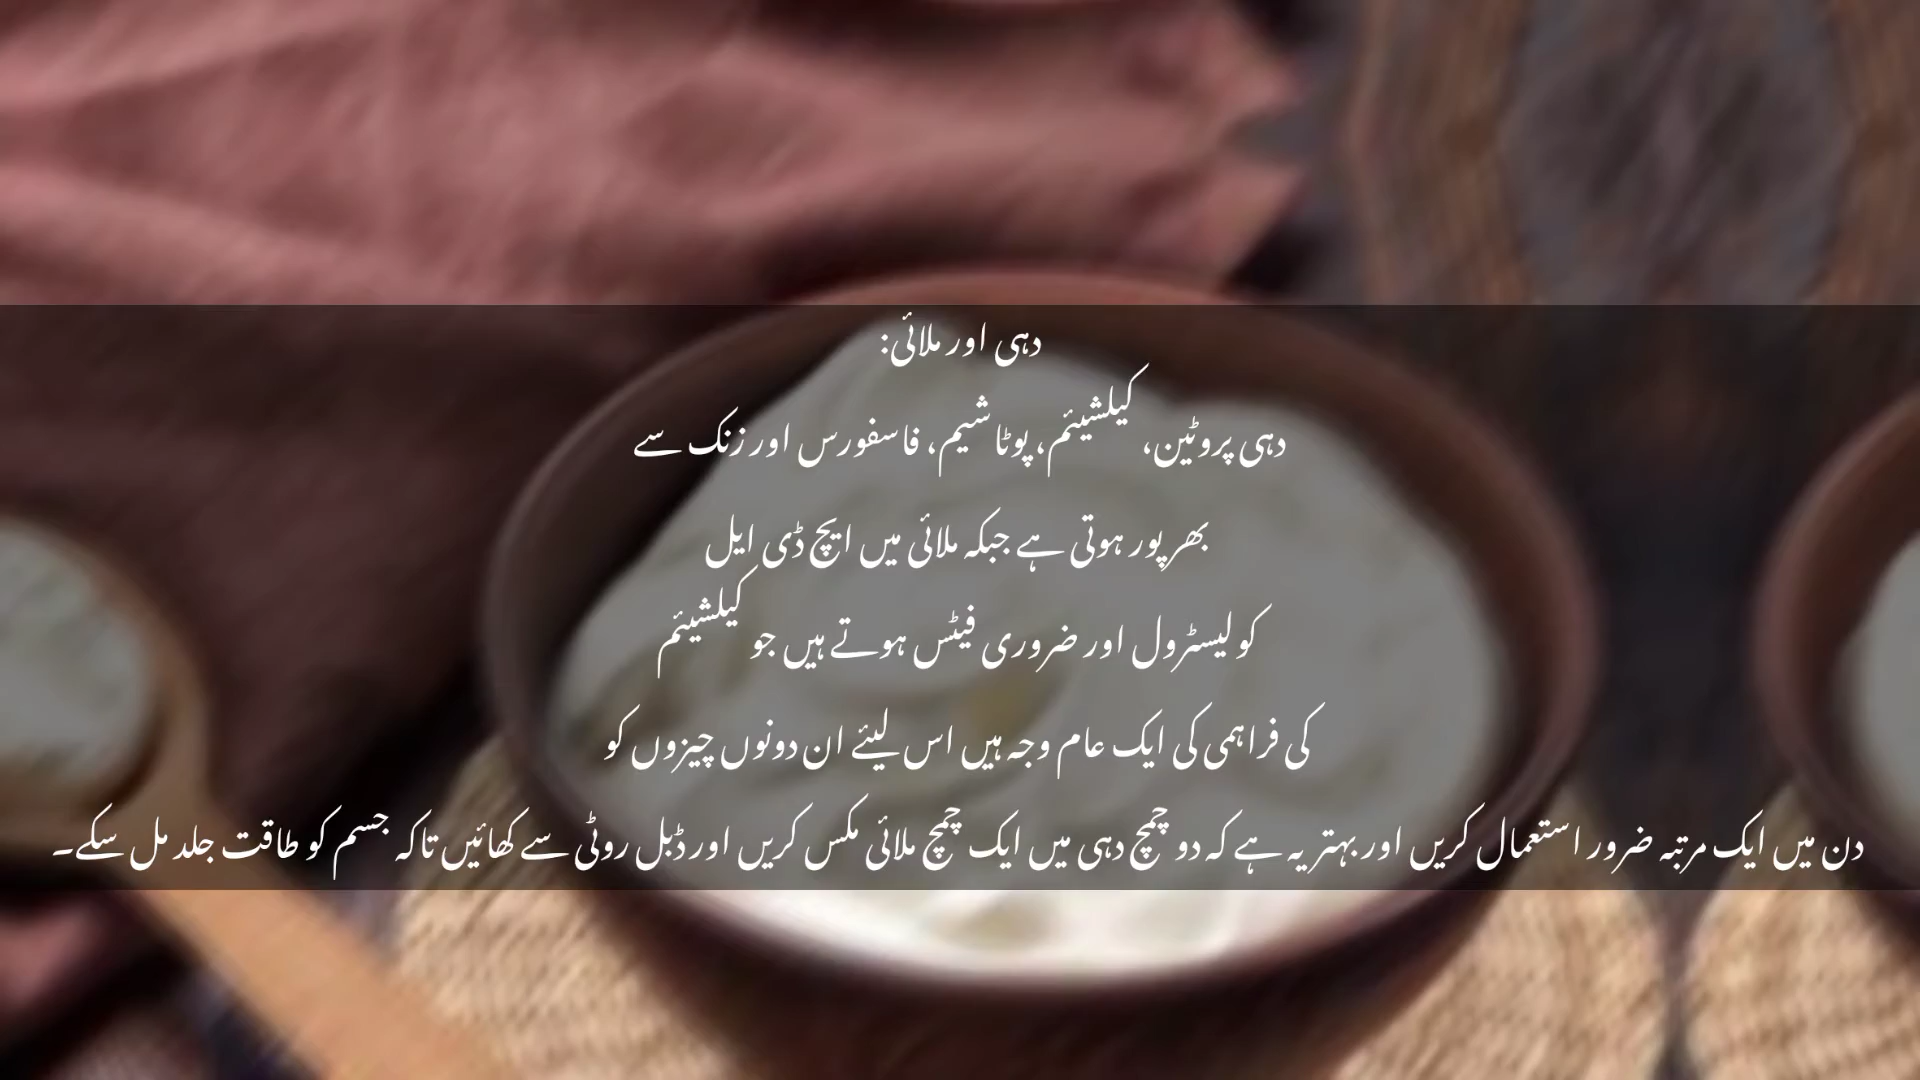 دہی اور ملائی:
دہی پروٹین، کیلشیئم، پوٹاشیم، فاسفورس اور زنک سے
بھرپور ہوتی ہے جبکہ ملائی میں ایچ ڈی ایل
کولیسٹرول اور ضروری فیٹس ہوتے ہیں جو کیلشیئم
کی فراہمی کی ایک عام وجہ ہیں اس لیئے ان دونوں چیزوں کو
دن میں ایک مرتبہ ضرور استعمال کریں اور بہتر یہ ہے کہ دو چمچ دہی میں ایک چمچ ملائی مکس کریں اور ڈبل روٹی سے کھائیں تاکہ جسم کو طاقت جلد مل سکے۔